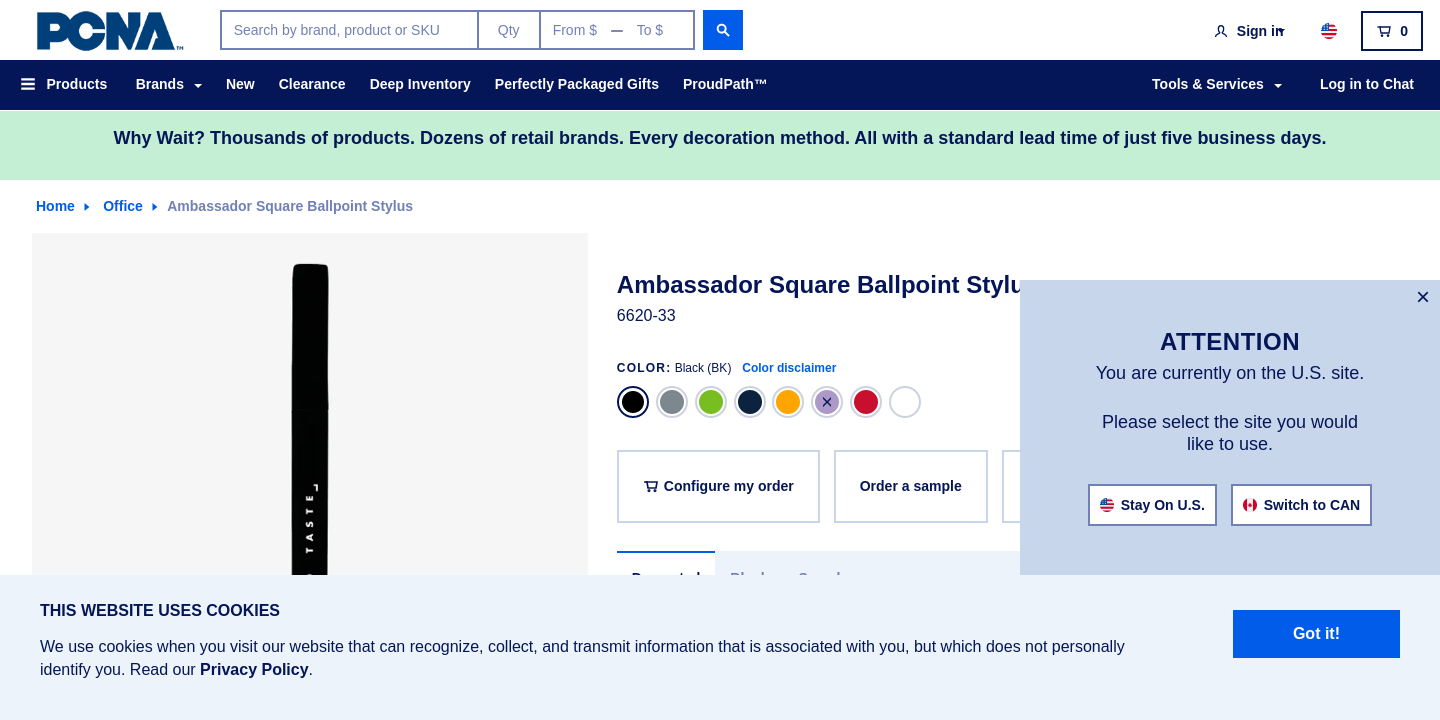 PCNA™
Search by brand, product or SKU
Qty
From $ — To $
Sign in
0
Products
Brands
New
Clearance
Deep Inventory
Perfectly Packaged Gifts
ProudPath™
Tools & Services
Log in to Chat
Why Wait? Thousands of products. Dozens of retail brands. Every decoration method. All with a standard lead time of just five business days.
Home
Office
Ambassador Square Ballpoint Stylus
TASTE
Ambassador Square Ballpoint Stylu
6620-33
COLOR: Black (BK) Color disclaimer
Configure my order
Order a sample
×
ATTENTION
You are currently on the U.S. site.
Please select the site you would
like to use.
Stay On U.S.
Switch to CAN
THIS WEBSITE USES COOKIES
We use cookies when you visit our website that can recognize, collect, and transmit information that is associated with you, but which does not personally
identify you. Read our Privacy Policy.
Got it!